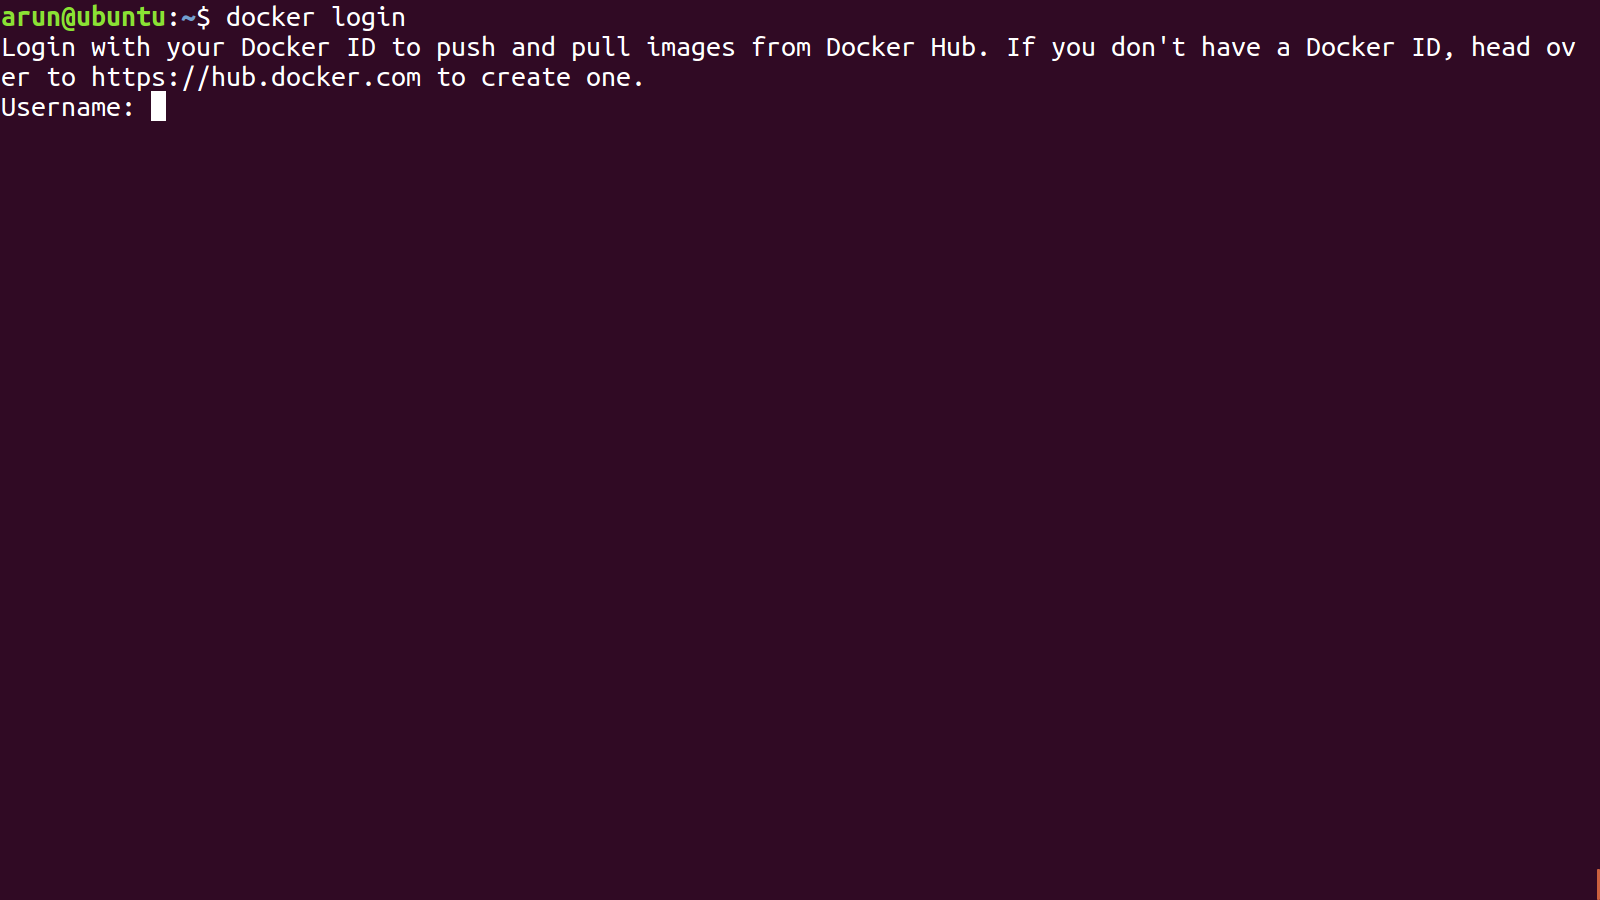 arun@ubuntu:~$ docker login
Login with your Docker ID to push and pull images from Docker Hub. If you don't have a Docker ID, head ov
er to https://hub.docker.com to create one.
Username: